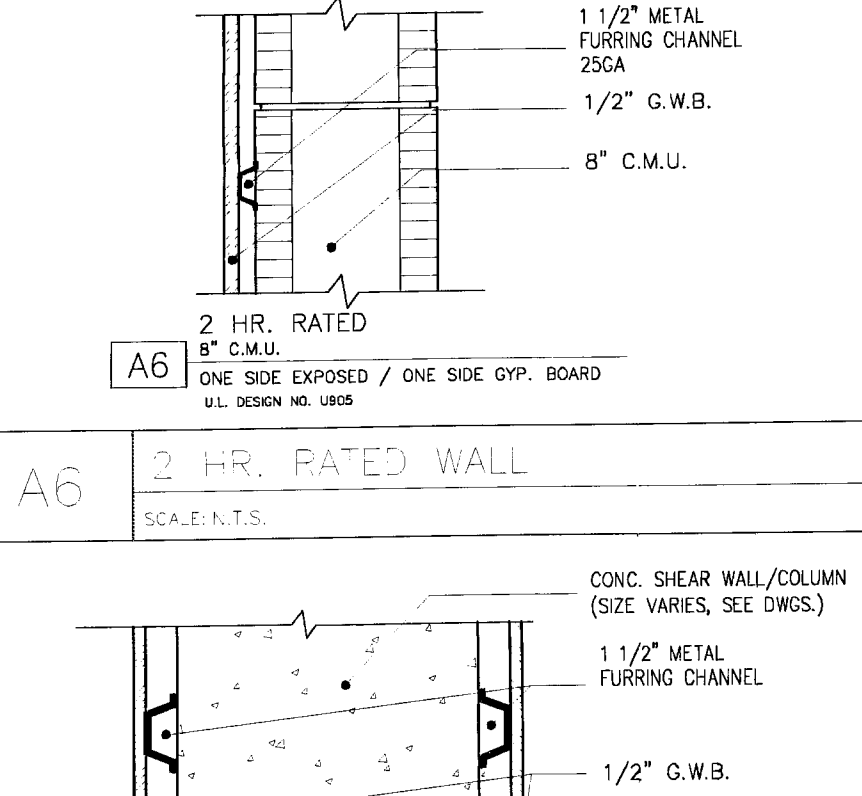 1 1/2" METAL
FURRING CHANNEL
25GA
1/2" G.W.B.
8" C.M.U.
2 HR. RATED
8" C.M.U.
A6
ONE SIDE EXPOSED / ONE SIDE GYP. BOARD
U.L. DESIGN NO. U905
A6
2 HR. RATED WALL
SCALE: N.T.S.
CONC. SHEAR WALL/COLUMN
(SIZE VARIES, SEE DWGS.)
1 1/2" METAL
FURRING CHANNEL
1/2" G.W.B.